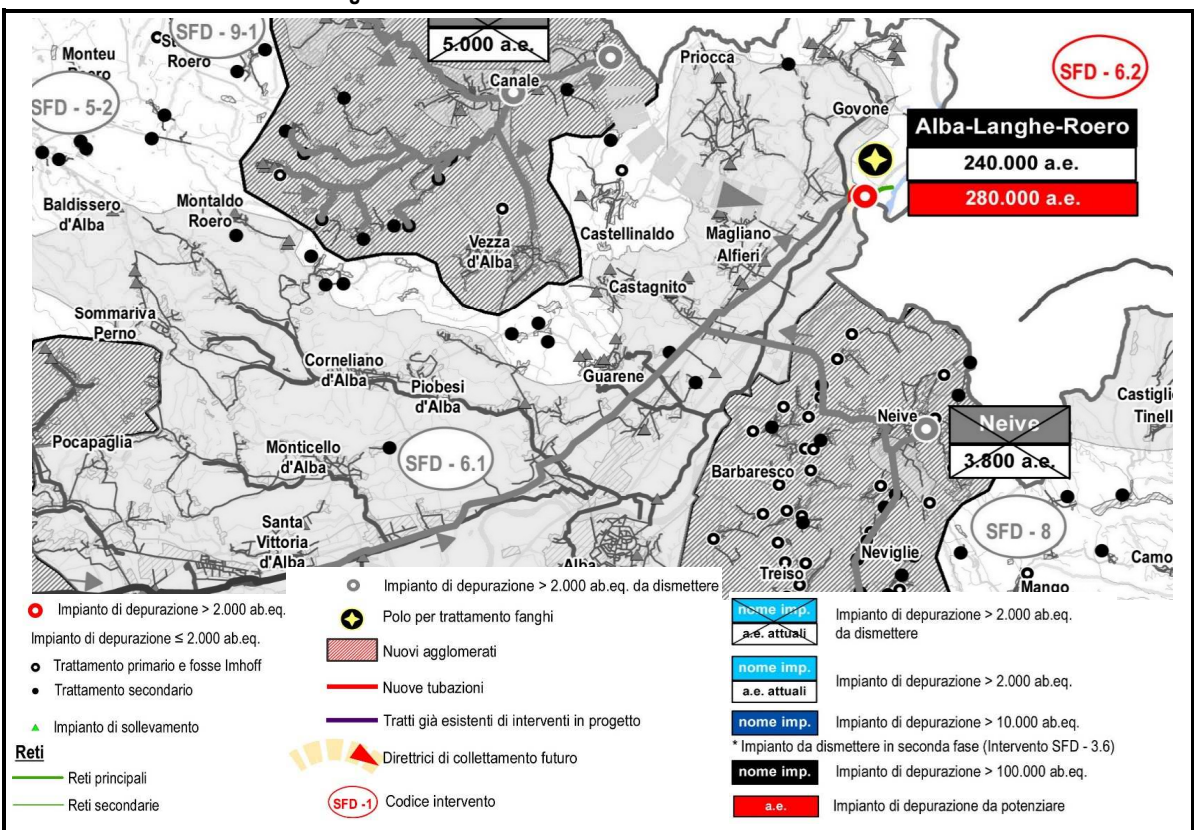 SFD - 9-1
Monteu
Roero
Roero
5.000 a.e.
Canale
Priocca
SFD - 6.2
SFD - 5-2
Govone
Alba-Langhe-Roero
240.000 a.e.
280.000 a.e.
Baldissero
d'Alba
Montaldo
Roero
Vezza
d'Alba
Castellinaldo
Magliano
Alfieri
Castagnito
Sommariva
Perno
Corneliano
d'Alba
Piobesi
d'Alba
Guarene
Neive
Neive
3.800 a.e.
Pocapaglia
Monticello
d'Alba
SFD - 6.1
Barbaresco
SFD - 8
Santa
Vittoria
d'Alba
Alba
Treiso
Neviglie
Mango
Impianto di depurazione > 2.000 ab.eq.
Impianto di depurazione ≤ 2.000 ab.eq.
Trattamento primario e fosse Imhoff
Trattamento secondario
Impianto di sollevamento
Reti
Reti principali
Reti secondarie
Impianto di depurazione > 2.000 ab.eq. da dismettere
Polo per trattamento fanghi
Nuovi agglomerati
Nuove tubazioni
Tratti già esistenti di interventi in progetto
Direttrici di collettamento futuro
SFD -1 Codice intervento
nome imp.
a.e. attuali
Impianto di depurazione > 2.000 ab.eq.
da dismettere
nome imp.
a.e. attuali
Impianto di depurazione > 2.000 ab.eq.
nome imp. Impianto di depurazione > 10.000 ab.eq.
* Impianto da dismettere in seconda fase (Intervento SFD - 3.6)
nome imp. Impianto di depurazione > 100.000 ab.eq.
a.e. Impianto di depurazione da potenziare